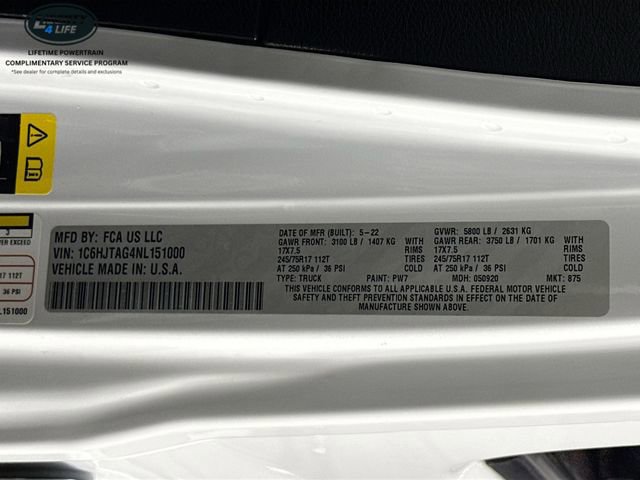 4 LIFE
LIFETIME POWERTRAIN
COMPLIMENTARY SERVICE PROGRAM
*See dealer for complete details and exclusions
MFD BY: FCA US LLC
VIN: 1C6HJTAG4NL151000
VEHICLE MADE IN U.S.A.
DATE OF MFR (BUILT): 5-22
GVWR: 5800 LB / 2631 KG
GAWR FRONT: 3100 LB / 1407 KG WITH
GAWR REAR: 3750 LB / 1701 KG WITH
17X7.5 RIMS
17X7.5 RIMS
245/75R17 112T TIRES
245/75R17 112T TIRES
AT 250 kPa / 36 PSI
AT 250 kPa / 36 PSI
TYPE: TRUCK PAINT: PW7 MDH: 050920 MKT: 875
THIS VEHICLE CONFORMS TO ALL APPLICABLE U.S.A. FEDERAL MOTOR VEHICLE
SAFETY AND THEFT PREVENTION STANDARDS IN EFFECT ON THE DATE OF
MANUFACTURE SHOWN ABOVE.
3
ER EXCEED
17 112T
36 PSI
L151000